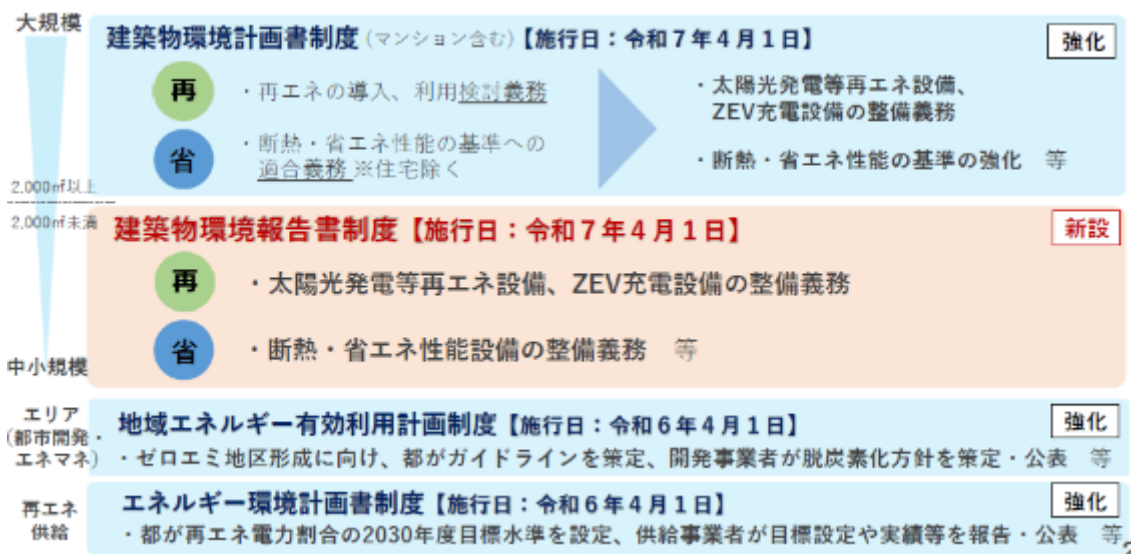 大規模
建築物環境計画書制度(マンション含む)【施行日：令和７年４月１日】
強化
再
・再エネの導入、利用検討義務
省
・断熱・省エネ性能の基準への
適合義務 ※住宅除く
・太陽光発電等再エネ設備、
ZEV充電設備の整備義務
・断熱・省エネ性能の基準の強化　等
2,000㎡以上
2,000㎡未満
建築物環境報告書制度【施行日：令和７年４月１日】
新設
再
・太陽光発電等再エネ設備、ZEV充電設備の整備義務
省
・断熱・省エネ性能設備の整備義務　等
中小規模
エリア
(都市開発・
エネマネ)
地域エネルギー有効利用計画制度【施行日：令和６年４月１日】
強化
・ゼロエミ地区形成に向け、都がガイドラインを策定、開発事業者が脱炭素化方針を策定・公表　等
再エネ
供給
エネルギー環境計画書制度【施行日：令和６年４月１日】
強化
・都が再エネ電力割合の2030年度目標水準を設定、供給事業者が目標設定や実績等を報告・公表　等